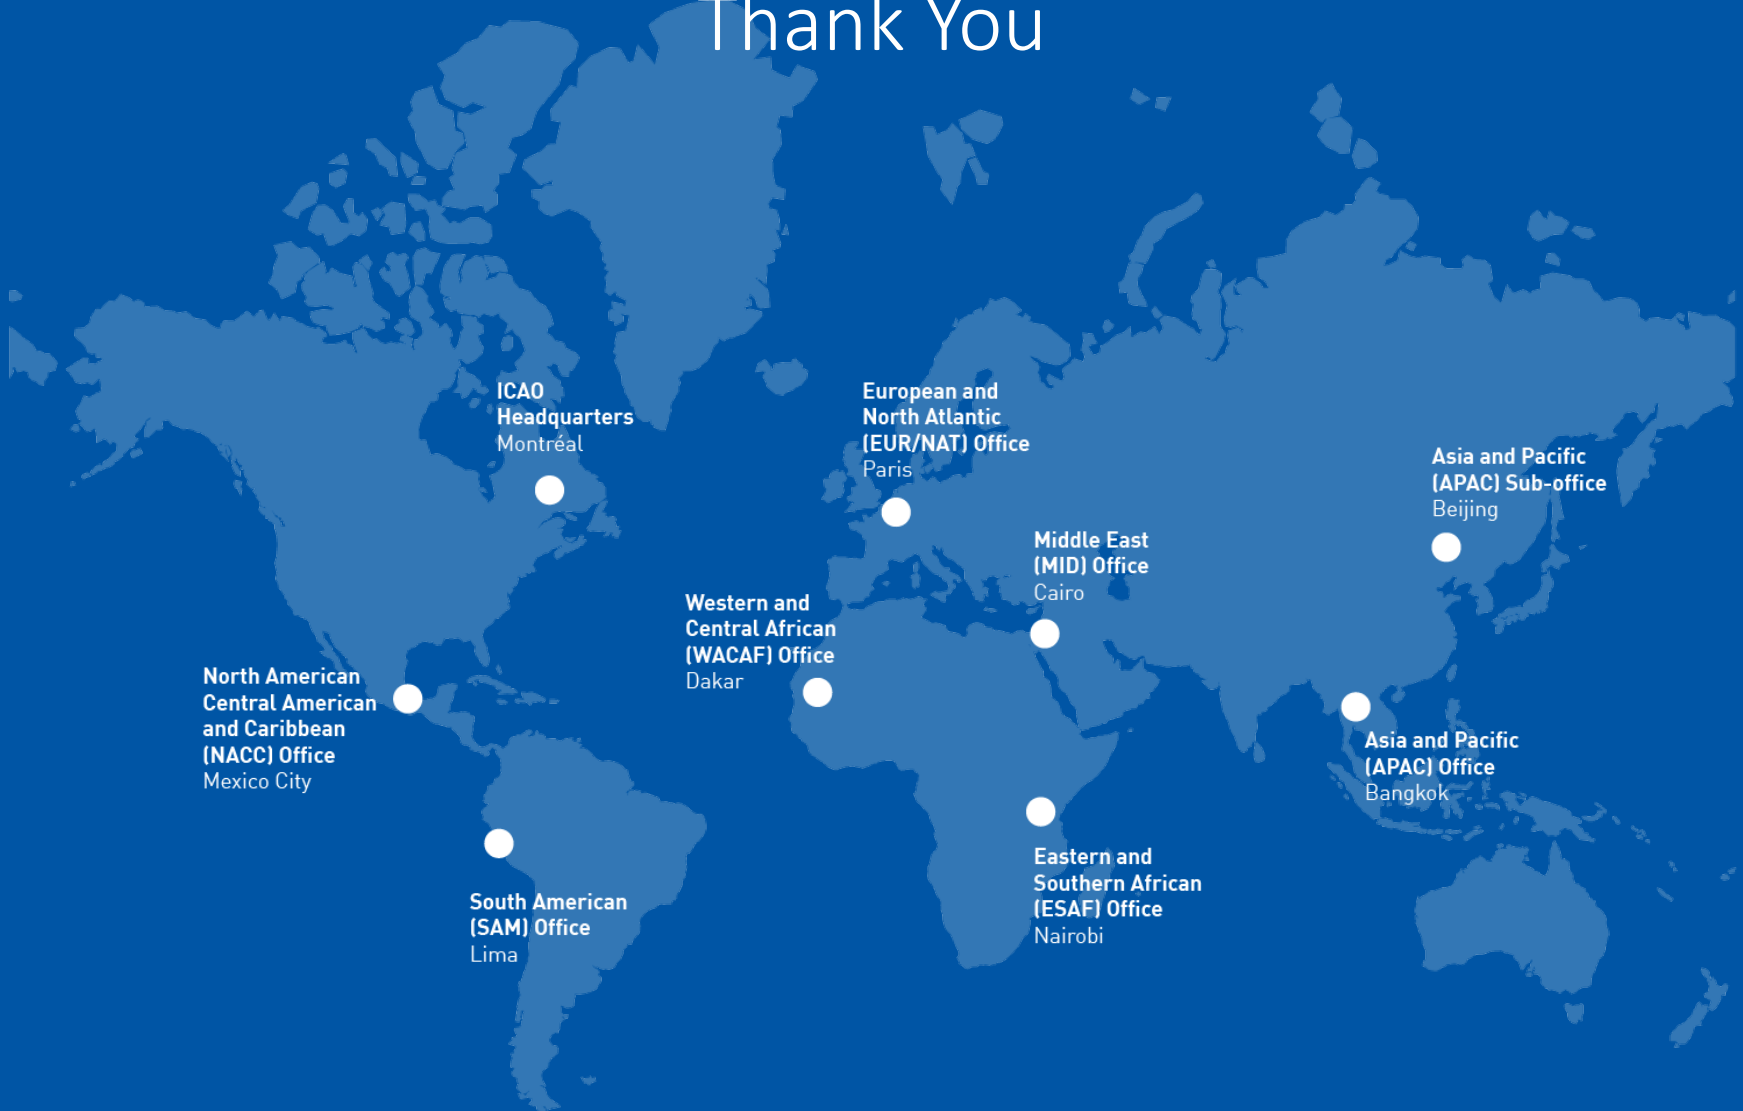 Thank You
ICAO
Headquarters
Montréal
European and
North Atlantic
(EUR/NAT) Office
Paris
Asia and Pacific
(APAC) Sub-office
Beijing
Middle East
(MID) Office
Cairo
Western and
Central African
(WACAF) Office
Dakar
North American
Central American
and Caribbean
(NACC) Office
Mexico City
Asia and Pacific
(APAC) Office
Bangkok
Eastern and
Southern African
(ESAF) Office
Nairobi
South American
(SAM) Office
Lima